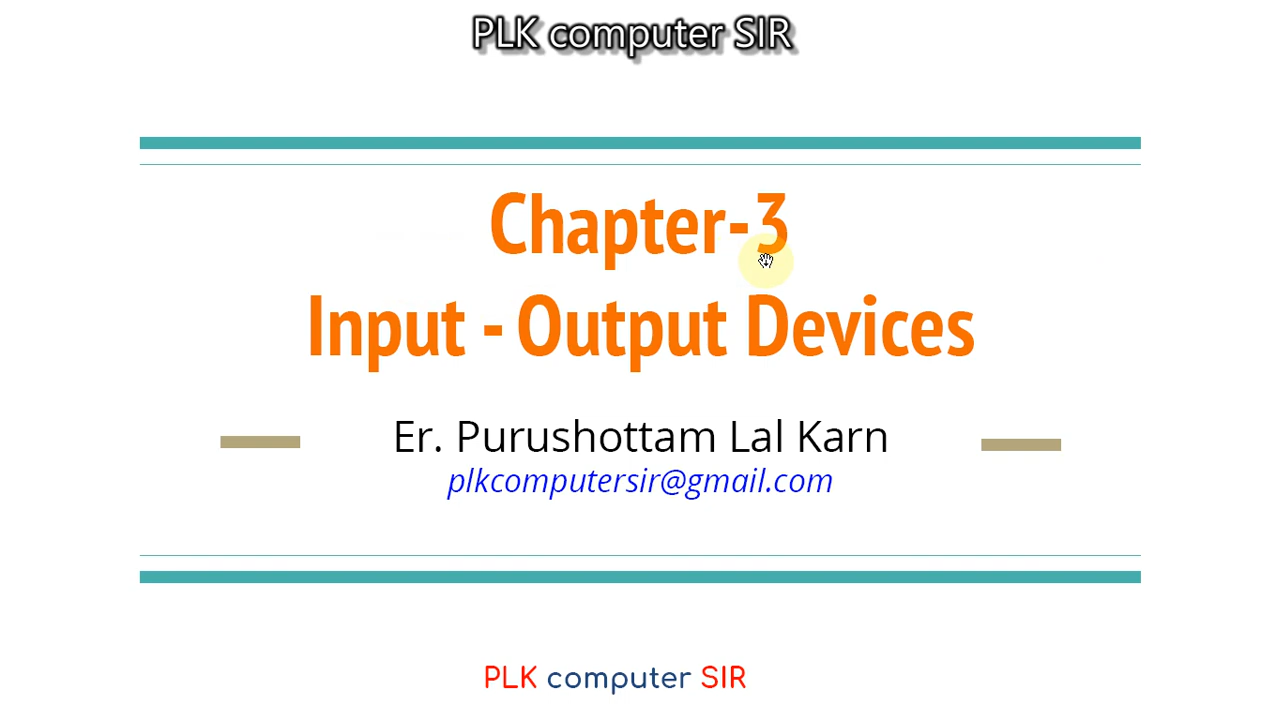 PLK computer SIR
Chapter-3
Input - Output Devices
Er. Purushottam Lal Karn
plkcomputersir@gmail.com
PLK computer SIR